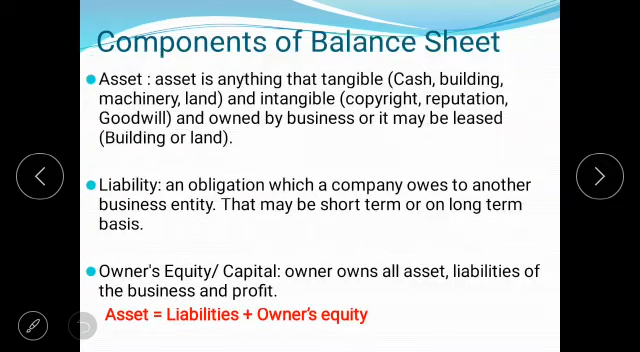 Components of Balance Sheet
Asset : asset is anything that tangible (Cash, building,
machinery, land) and intangible (copyright, reputation,
Goodwill) and owned by business or it may be leased
(Building or land).
Liability: an obligation which a company owes to another
business entity. That may be short term or on long term
basis.
Owner's Equity/ Capital: owner owns all asset, liabilities of
the business and profit.
Asset = Liabilities + Owner's equity